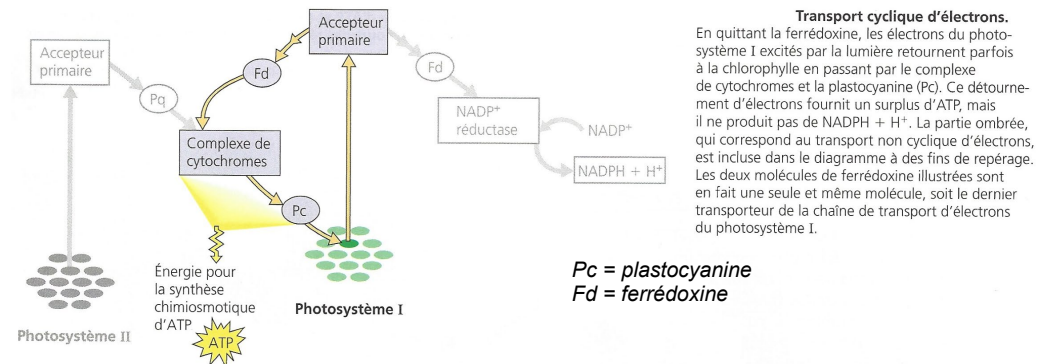 Accepteur
primaire
Pq
Photosystème II
Accepteur
primaire
Fd
Complexe de
cytochromes
Pc
Énergie pour
la synthèse
chimiosmotique
d'ATP
ATP
Photosystème I
Fd
NADP⁺
réductase
NADP⁺
NADPH + H⁺
Transport cyclique d'électrons.
En quittant la ferrédoxine, les électrons du photo-
système I excités par la lumière retournent parfois
à la chlorophylle en passant par le complexe
de cytochromes et la plastocyanine (Pc). Ce détourne-
ment d'électrons fournit un surplus d'ATP, mais
il ne produit pas de NADPH + H⁺. La partie ombrée,
qui correspond au transport non cyclique d'électrons,
est incluse dans le diagramme à des fins de repérage.
Les deux molécules de ferrédoxine illustrées sont
en fait une seule et même molécule, soit le dernier
transporteur de la chaîne de transport d'électrons
du photosystème I.
Pc = plastocyanine
Fd = ferrédoxine